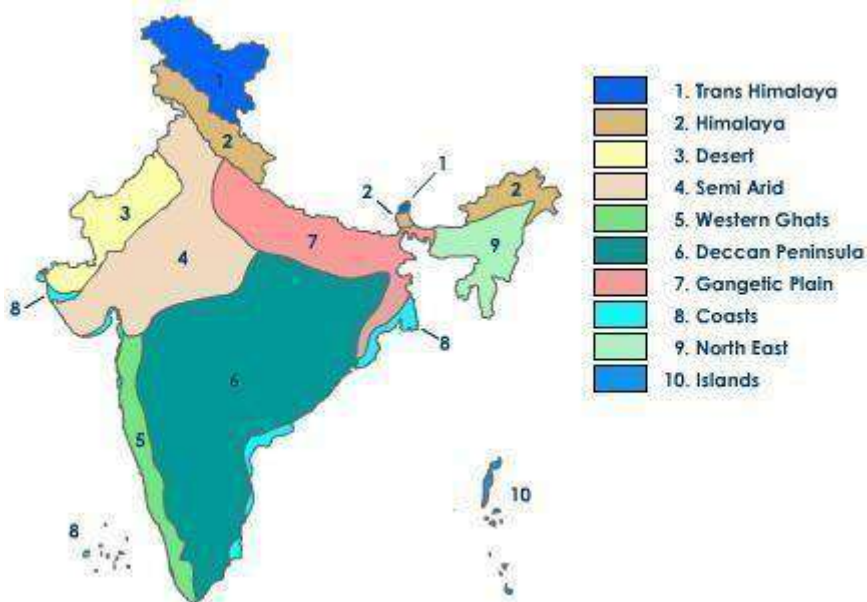 1
2
1
2
2
3
7
9
4
8
8
6
5
10
8
1. Trans Himalaya
2. Himalaya
3. Desert
4. Semi Arid
5. Western Ghats
6. Deccan Peninsula
7. Gangetic Plain
8. Coasts
9. North East
10. Islands